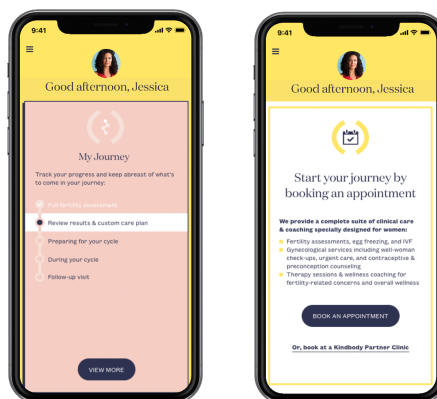 9:41
Good afternoon, Jessica
My Journey
Track your progress and keep abreast of what's
to come in your journey:
Full fertility assessment
Review results & custom care plan
Preparing for your cycle
During your cycle
Follow-up visit
VIEW MORE
9:41
Good afternoon, Jessica
Start your journey by
booking an appointment
We provide a complete suite of clinical care
& coaching specially designed for women:
Fertility assessments, egg freezing, and IVF
Gynecological services including well-woman
check-ups, urgent care, and contraceptive &
preconception counseling
Therapy sessions & wellness coaching for
fertility-related concerns and overall wellness
BOOK AN APPOINTMENT
Or, book at a Kindbody Partner Clinic